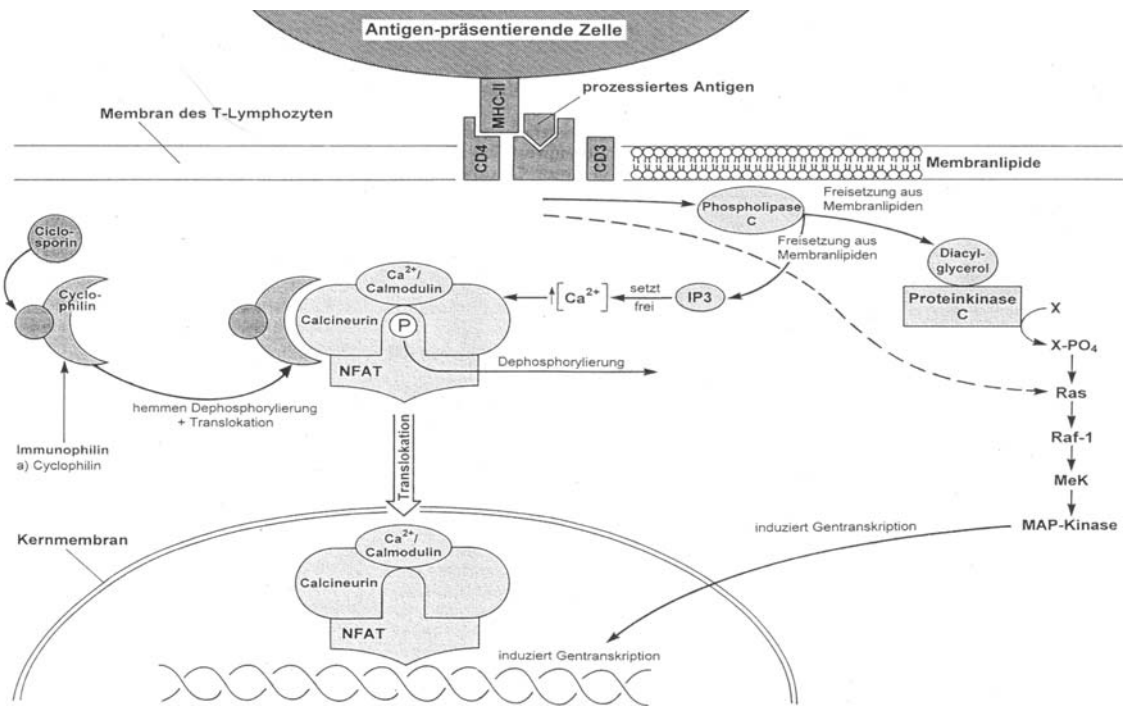 Antigen-präsentierende Zelle
MHC-II
prozessiertes Antigen
Membran des T-Lymphozyten
CD4
CD3
Membranlipide
Freisetzung aus
Membranlipiden
Phospholipase
C
Freisetzung aus
Membranlipiden
Ciclo-
sporin
Diacyl-
glycerol
Cyclo-
philin
Ca²⁺/
Calmodulin
Calcineurin
P
↑[Ca²⁺]
setzt
frei
IP3
Proteinkinase
C
X
X-PO₄
NFAT
Dephosphorylierung
Ras
hemmen Dephosphorylierung
+ Translokation
Raf-1
Immunophilin
a) Cyclophilin
Translokation
MeK
induziert Gentranskription
MAP-Kinase
Kernmembran
Ca²⁺/
Calmodulin
Calcineurin
NFAT
induziert Gentranskription